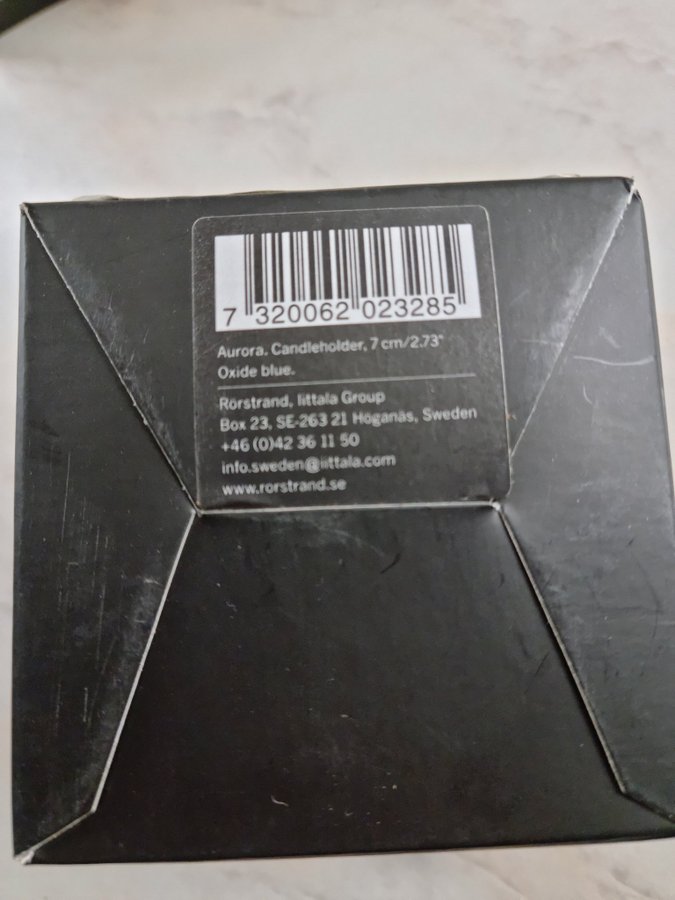 7 320062 023285
Aurora. Candleholder, 7 cm/2.73"
Oxide blue.
Rörstrand, Iittala Group
Box 23, SE-263 21 Höganäs, Sweden
+46 (0)42 36 11 50
info.sweden@iittala.com
www.rorstrand.se